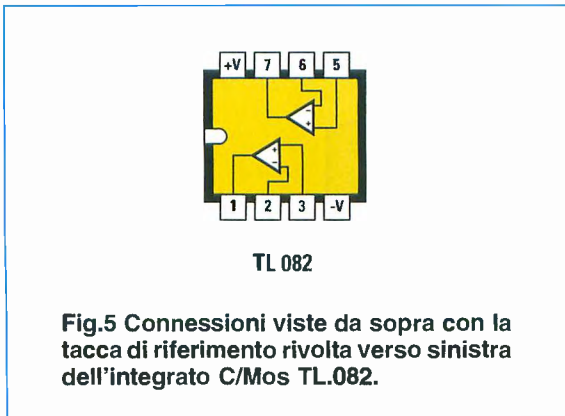 +V 7 6 5
-
+
+
-
1 2 3 -V
TL 082
Fig.5 Connessioni viste da sopra con la
tacca di riferimento rivolta verso sinistra
dell'integrato C/Mos TL.082.